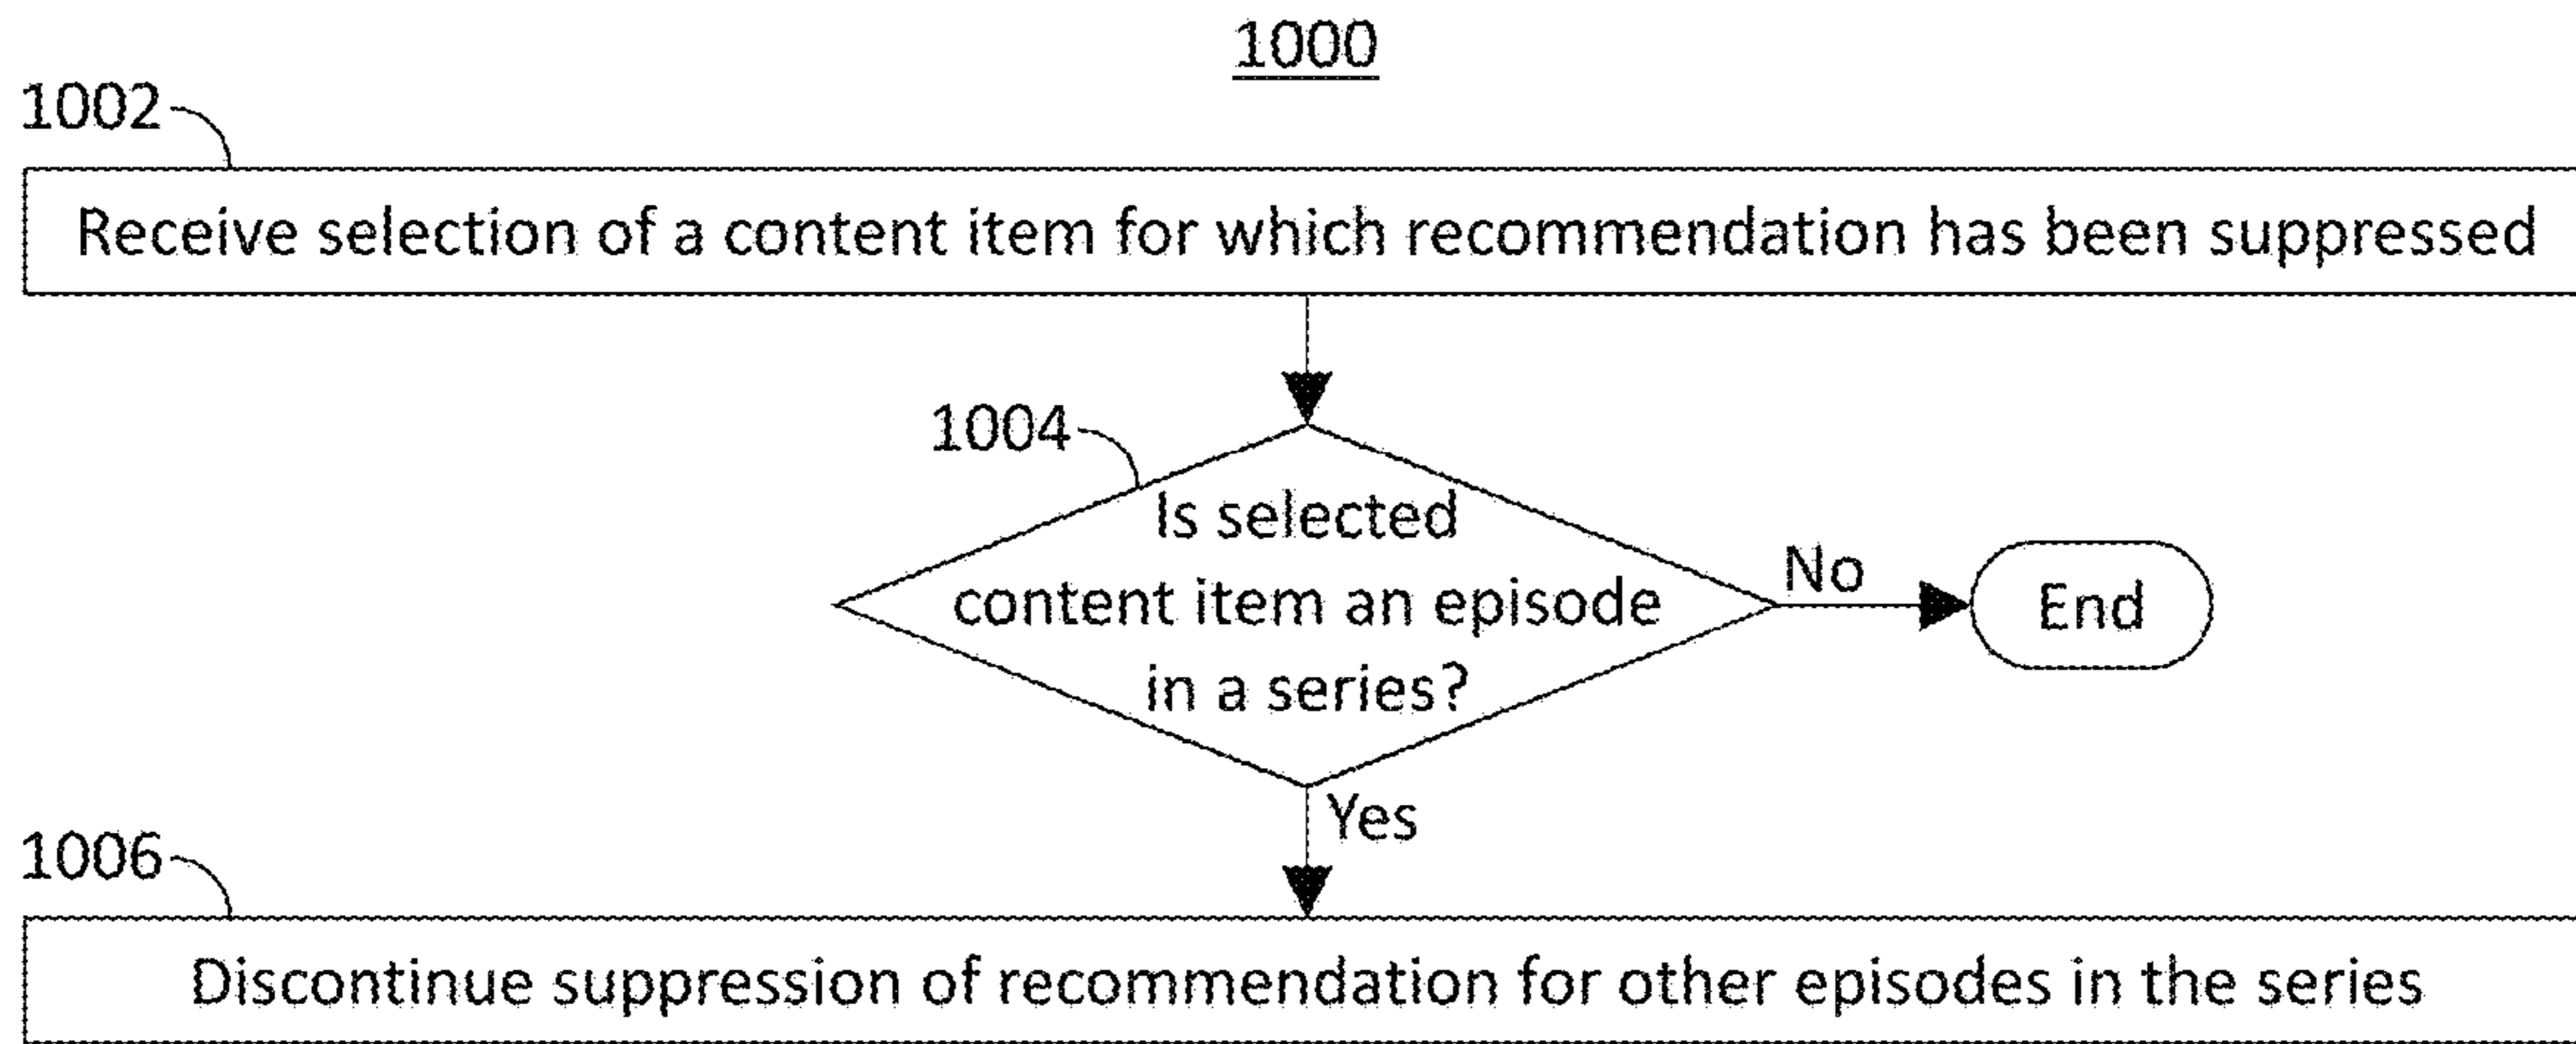 1000
1002
Receive selection of a content item for which recommendation has been suppressed
1004
Is selected
content item an episode
in a series?
No
End
Yes
1006
Discontinue suppression of recommendation for other episodes in the series